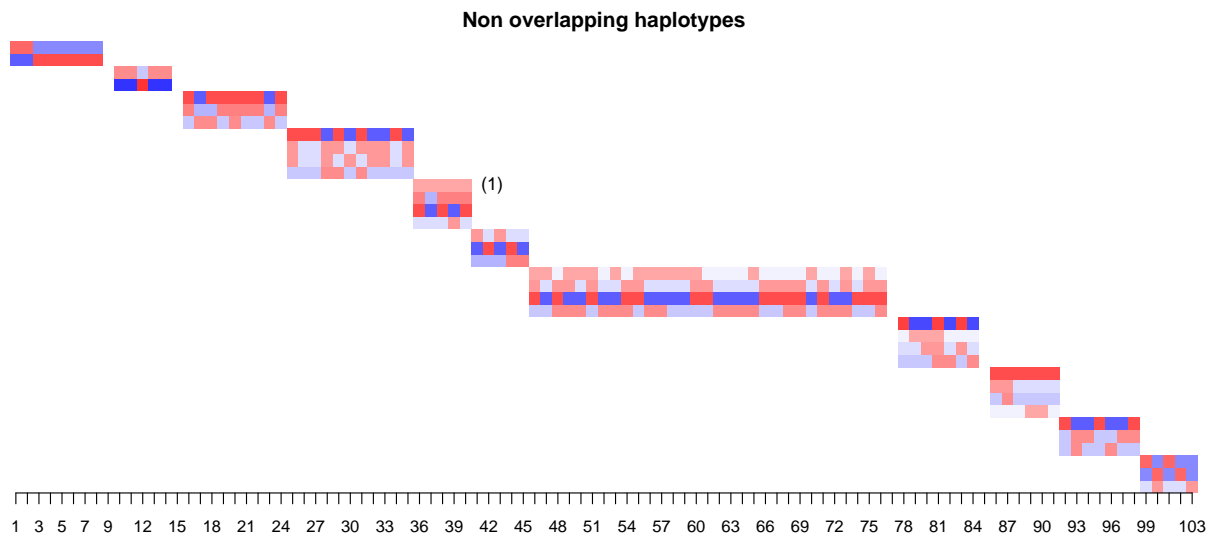 Non overlapping haplotypes
(1)
1 3 5 7 9 12 15 18 21 24 27 30 33 36 39 42 45 48 51 54 57 60 63 66 69 72 75 78 81 84 87 90 93 96 99 103